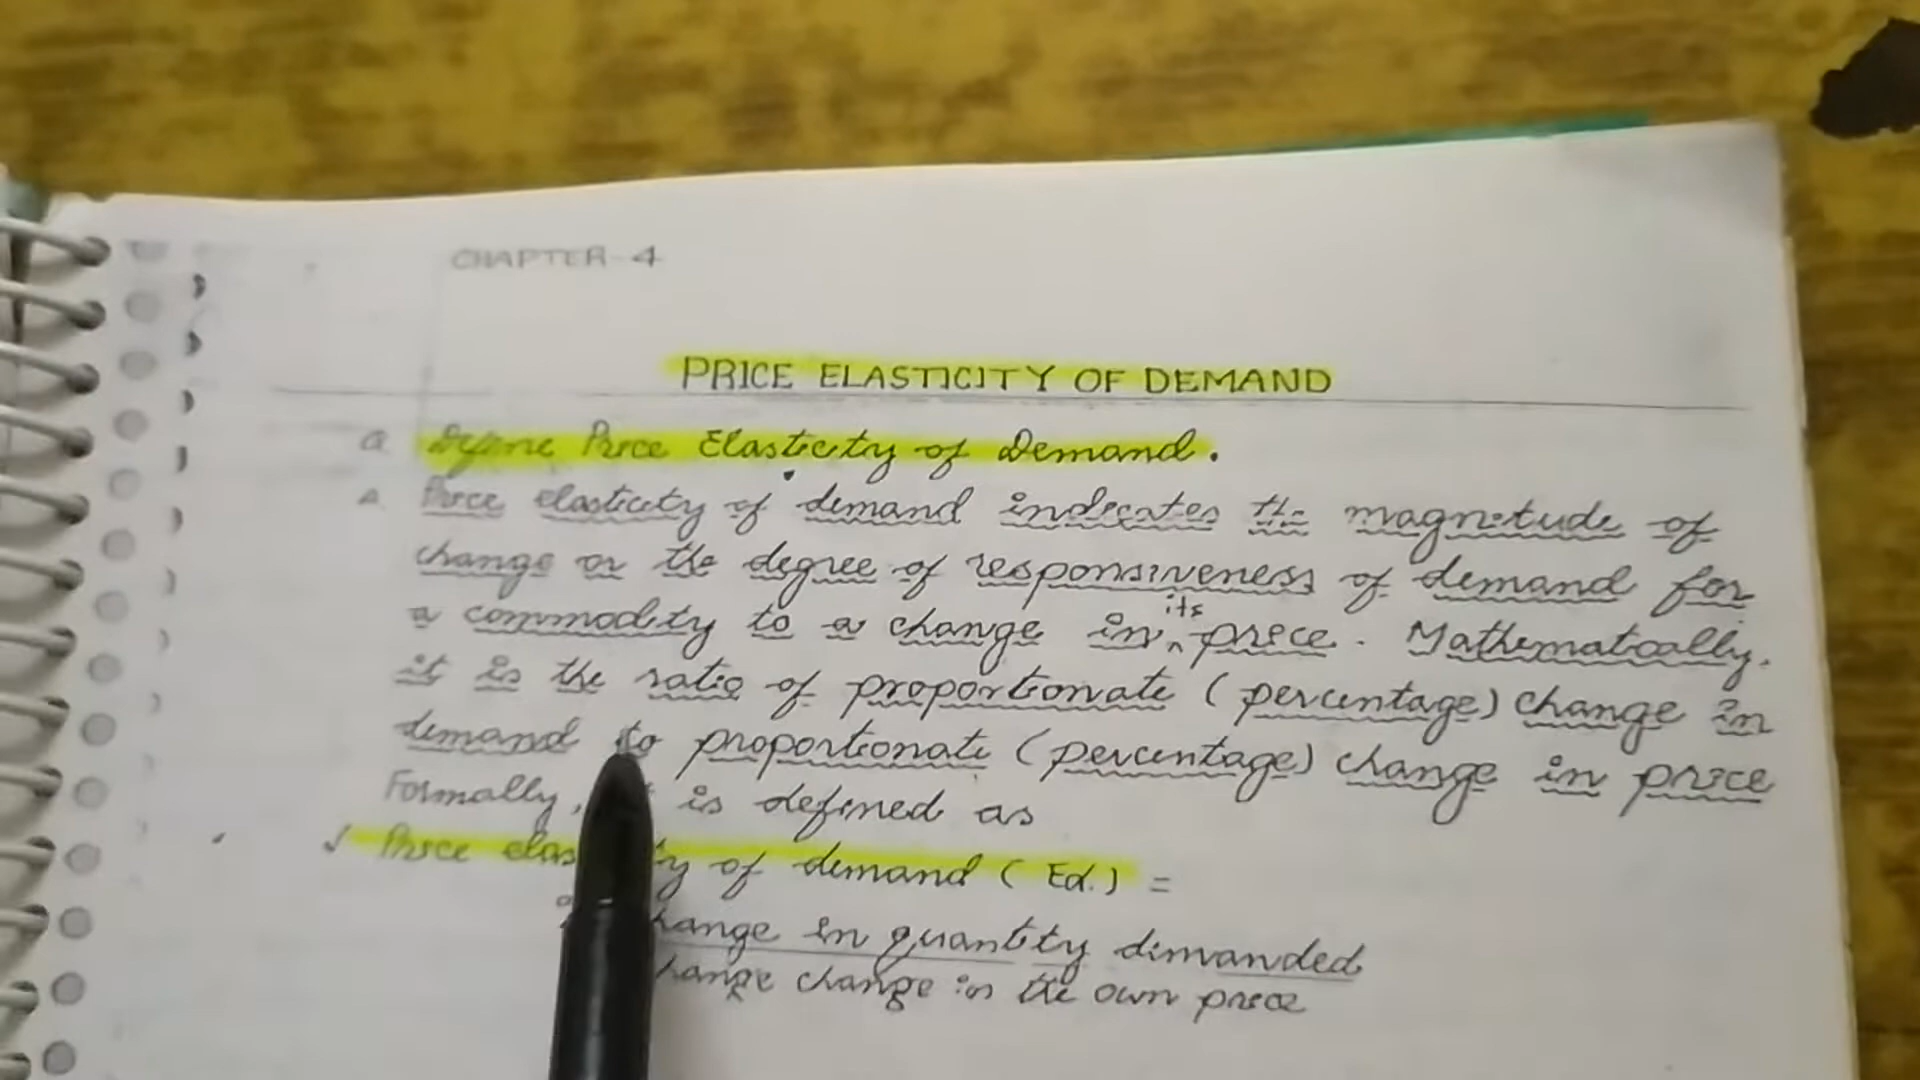 CHAPTER-4
PRICE ELASTICITY OF DEMAND
Q Define Price Elasticity of Demand.
A Price elasticity of demand indicates the magnitude of
change or the degree of responsiveness of demand for
a commodity to a change in its price. Mathematically,
it is the ratio of proportionate (percentage) change in
demand to proportionate (percentage) change in price
Formally, is defined as
✓ Price elas ty of demand (Ed.) =
hange in quantity dimanded
hange change in the own price